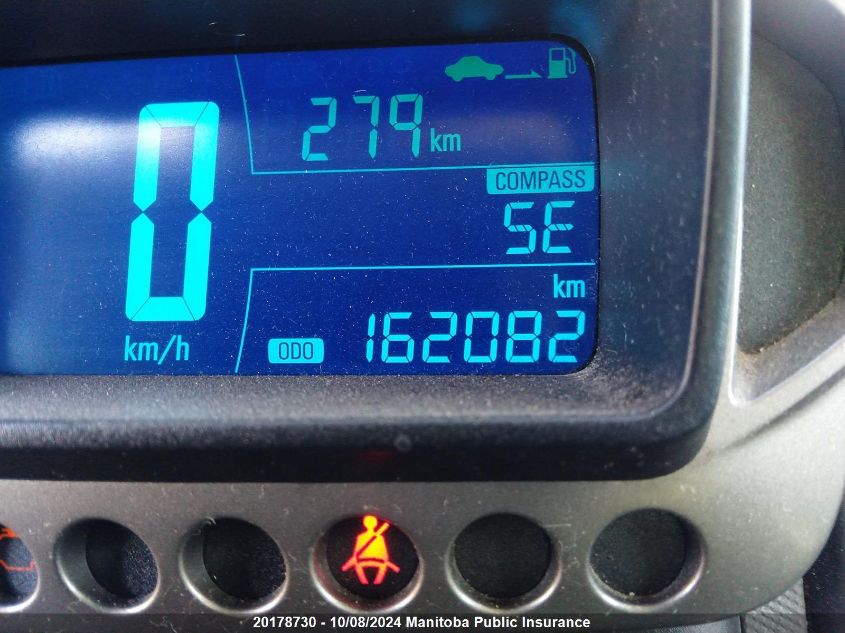 279 km
COMPASS
SE
0
km/h
km
ODO 162082
20178730 - 10/08/2024 Manitoba Public Insurance